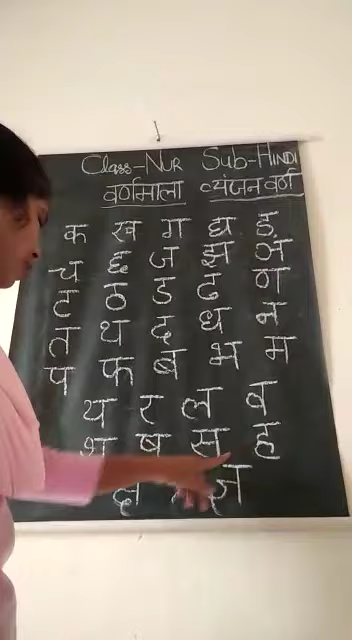 Class-Nur Sub-Hindi
वर्णमाला व्यंजन वर्ण
क ख ग घ ङ
च छ ज झ ञ
ट ठ ड ढ ण
त थ द ध न
प फ ब भ म
य र ल ब
श ष स ह
क्ष ज्ञ